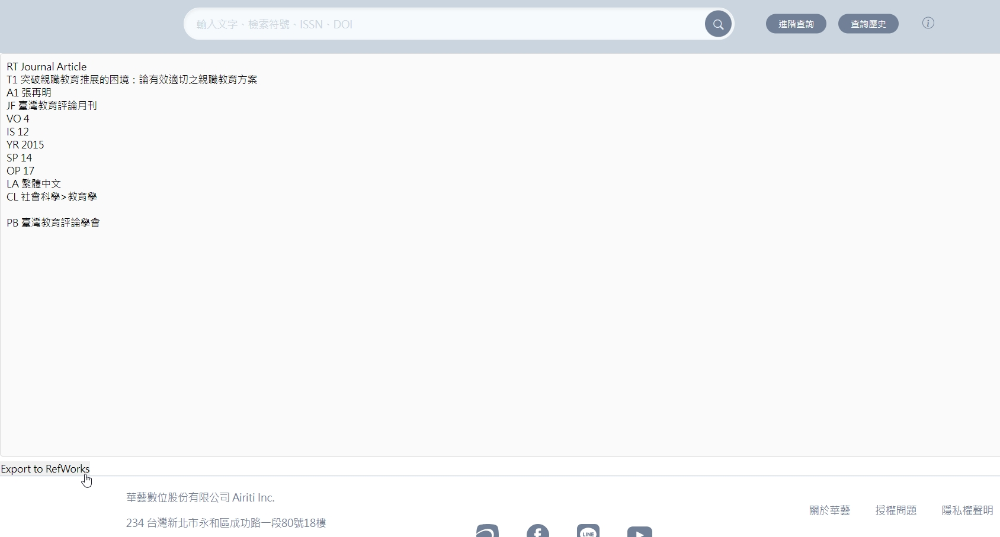 輸入文字、檢索符號、ISSN、DOI
進階查詢
查詢歷史
i
RT Journal Article
T1 突破親職教育推展的困境：論有效適切之親職教育方案
A1 張再明
JF 臺灣教育評論月刊
VO 4
IS 12
YR 2015
SP 14
OP 17
LA 繁體中文
CL 社會科學>教育學
PB 臺灣教育評論學會
Export to RefWorks
華藝數位股份有限公司 Airiti Inc.
234 台灣新北市永和區成功路一段80號18樓
LINE
關於華藝
授權問題
隱私權聲明